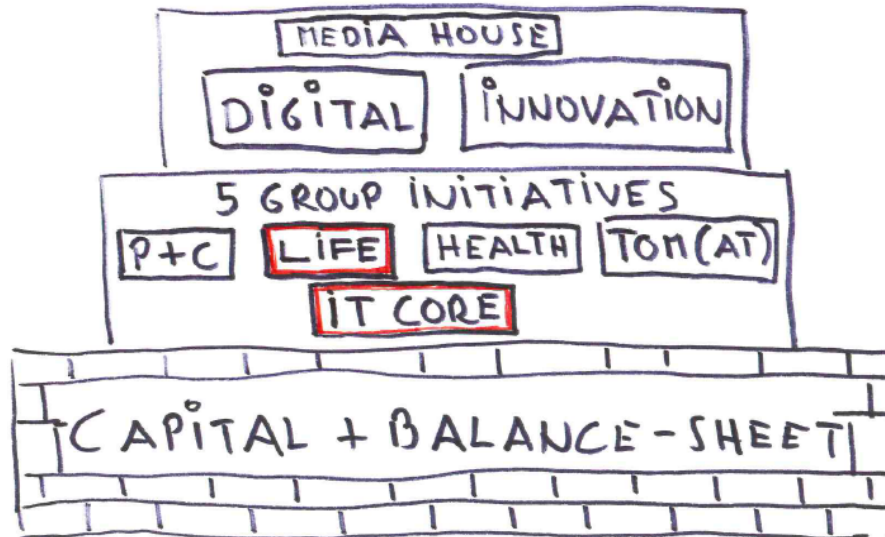 MEDIA HOUSE
DIGITAL INNOVATION
5 GROUP INITIATIVES
P+C LIFE HEALTH TOM(AT)
IT CORE
CAPITAL + BALANCE-SHEET